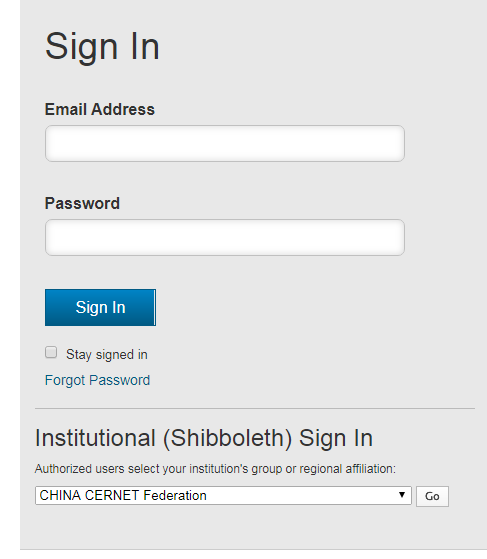 Sign In
Email Address
Password
Sign In
Stay signed in
Forgot Password
Institutional (Shibboleth) Sign In
Authorized users select your institution's group or regional affiliation:
CHINA CERNET Federation
Go